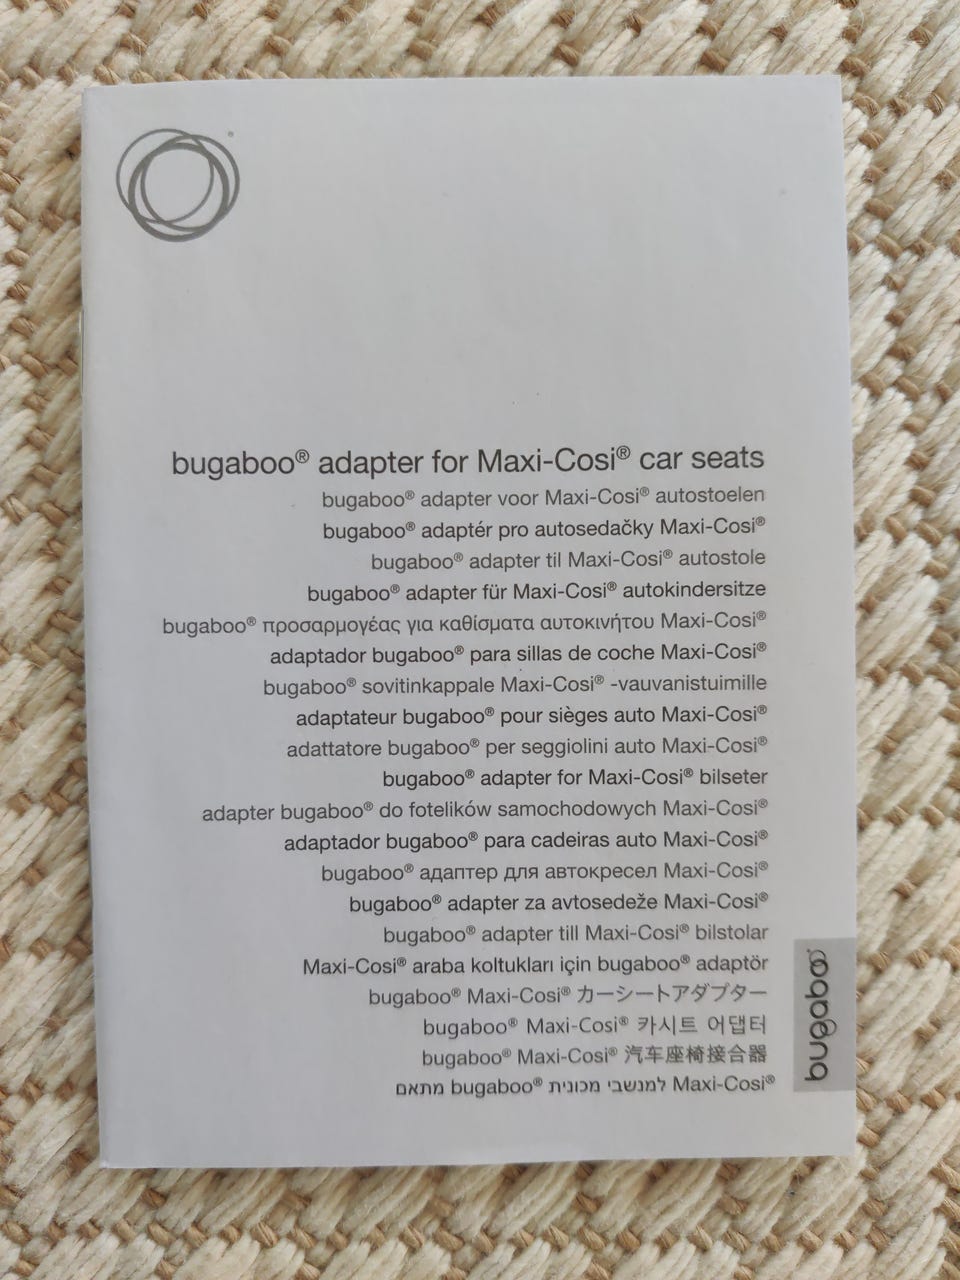 bugaboo® adapter for Maxi-Cosi® car seats
bugaboo® adapter voor Maxi-Cosi® autostoelen
bugaboo® adaptér pro autosedačky Maxi-Cosi®
bugaboo® adapter til Maxi-Cosi® autostole
bugaboo® adapter für Maxi-Cosi® autokindersitze
bugaboo® προσαρμογέας για καθίσματα αυτοκινήτου Maxi-Cosi®
adaptador bugaboo® para sillas de coche Maxi-Cosi®
bugaboo® sovitinkappale Maxi-Cosi® -vauvanistuimille
adaptateur bugaboo® pour sièges auto Maxi-Cosi®
adattatore bugaboo® per seggiolini auto Maxi-Cosi®
bugaboo® adapter for Maxi-Cosi® bilseter
adapter bugaboo® do fotelików samochodowych Maxi-Cosi®
adaptador bugaboo® para cadeiras auto Maxi-Cosi®
bugaboo® адаптер для автокресел Maxi-Cosi®
bugaboo® adapter za avtosedeže Maxi-Cosi®
bugaboo® adapter till Maxi-Cosi® bilstolar
Maxi-Cosi® araba koltukları için bugaboo® adaptör
bugaboo® Maxi-Cosi® カーシートアダプター
bugaboo® Maxi-Cosi® 카시트 어댑터
bugaboo® Maxi-Cosi® 汽车座椅接合器
מתאם bugaboo® למנשבי מכונית Maxi-Cosi®
bugaboo®